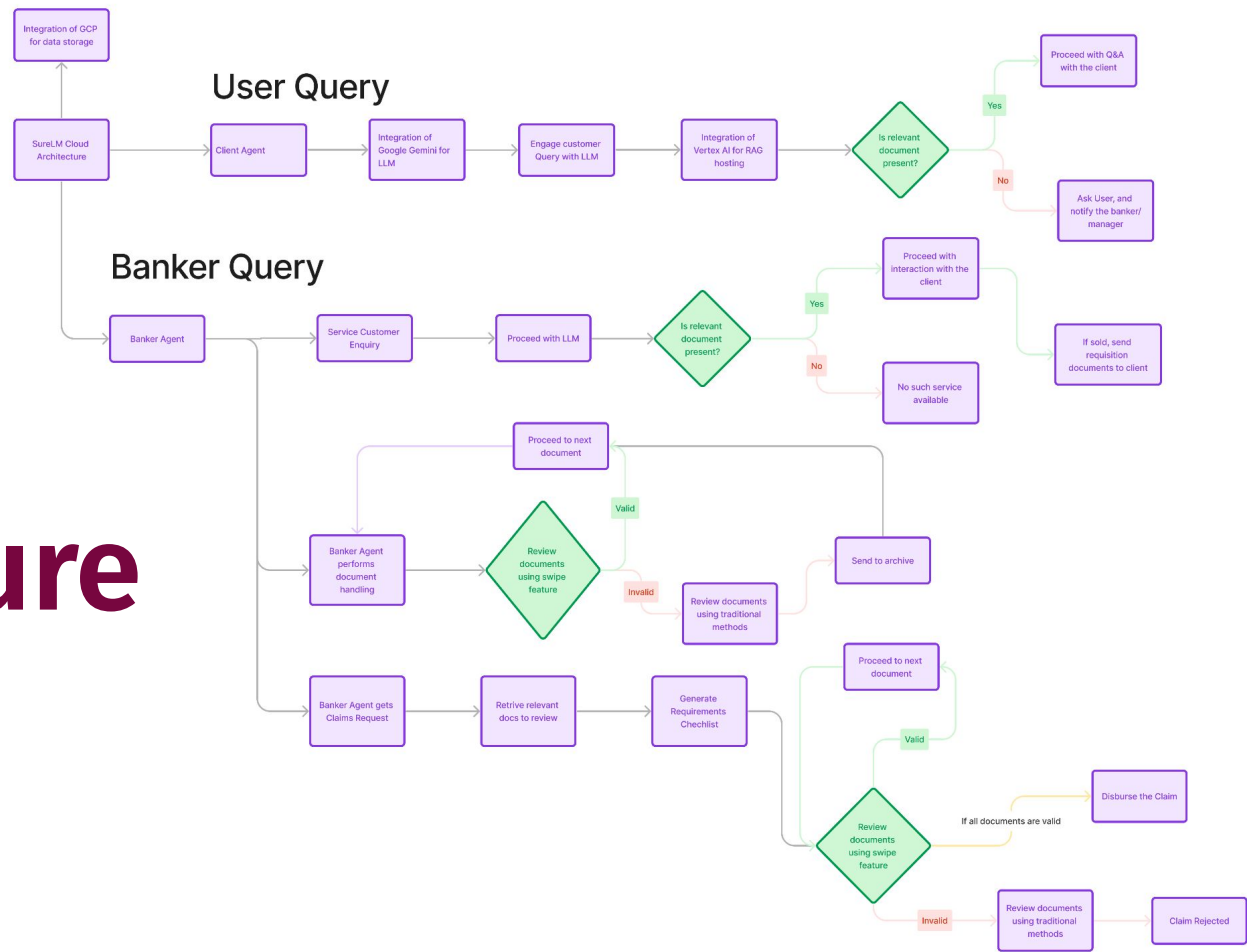 Integration of GCP
for data storage
User Query
Proceed with Q&A
with the client
Yes
SureLM Cloud
Architecture
Client Agent
Integration of
Google Gemini for
LLM
Engage customer
Query with LLM
Integration of
Vertex AI for RAG
hosting
Is relevant
document
present?
No
Ask User, and
notify the banker/
manager
Banker Query
Proceed with
interaction with the
client
Yes
Banker Agent
Service Customer
Enquiry
Proceed with LLM
Is relevant
document
present?
If sold, send
requisition
documents to client
No
No such service
available
Proceed to next
document
Valid
ure
Banker Agent
performs
document
handling
Review
documents
using swipe
feature
Send to archive
Invalid
Review documents
using traditional
methods
Proceed to next
document
Banker Agent gets
Claims Request
Retrive relevant
docs to review
Generate
Requirements
Chechlist
Valid
Disburse the Claim
If all documents are valid
Review
documents
using swipe
feature
Invalid
Review documents
using traditional
methods
Claim Rejected